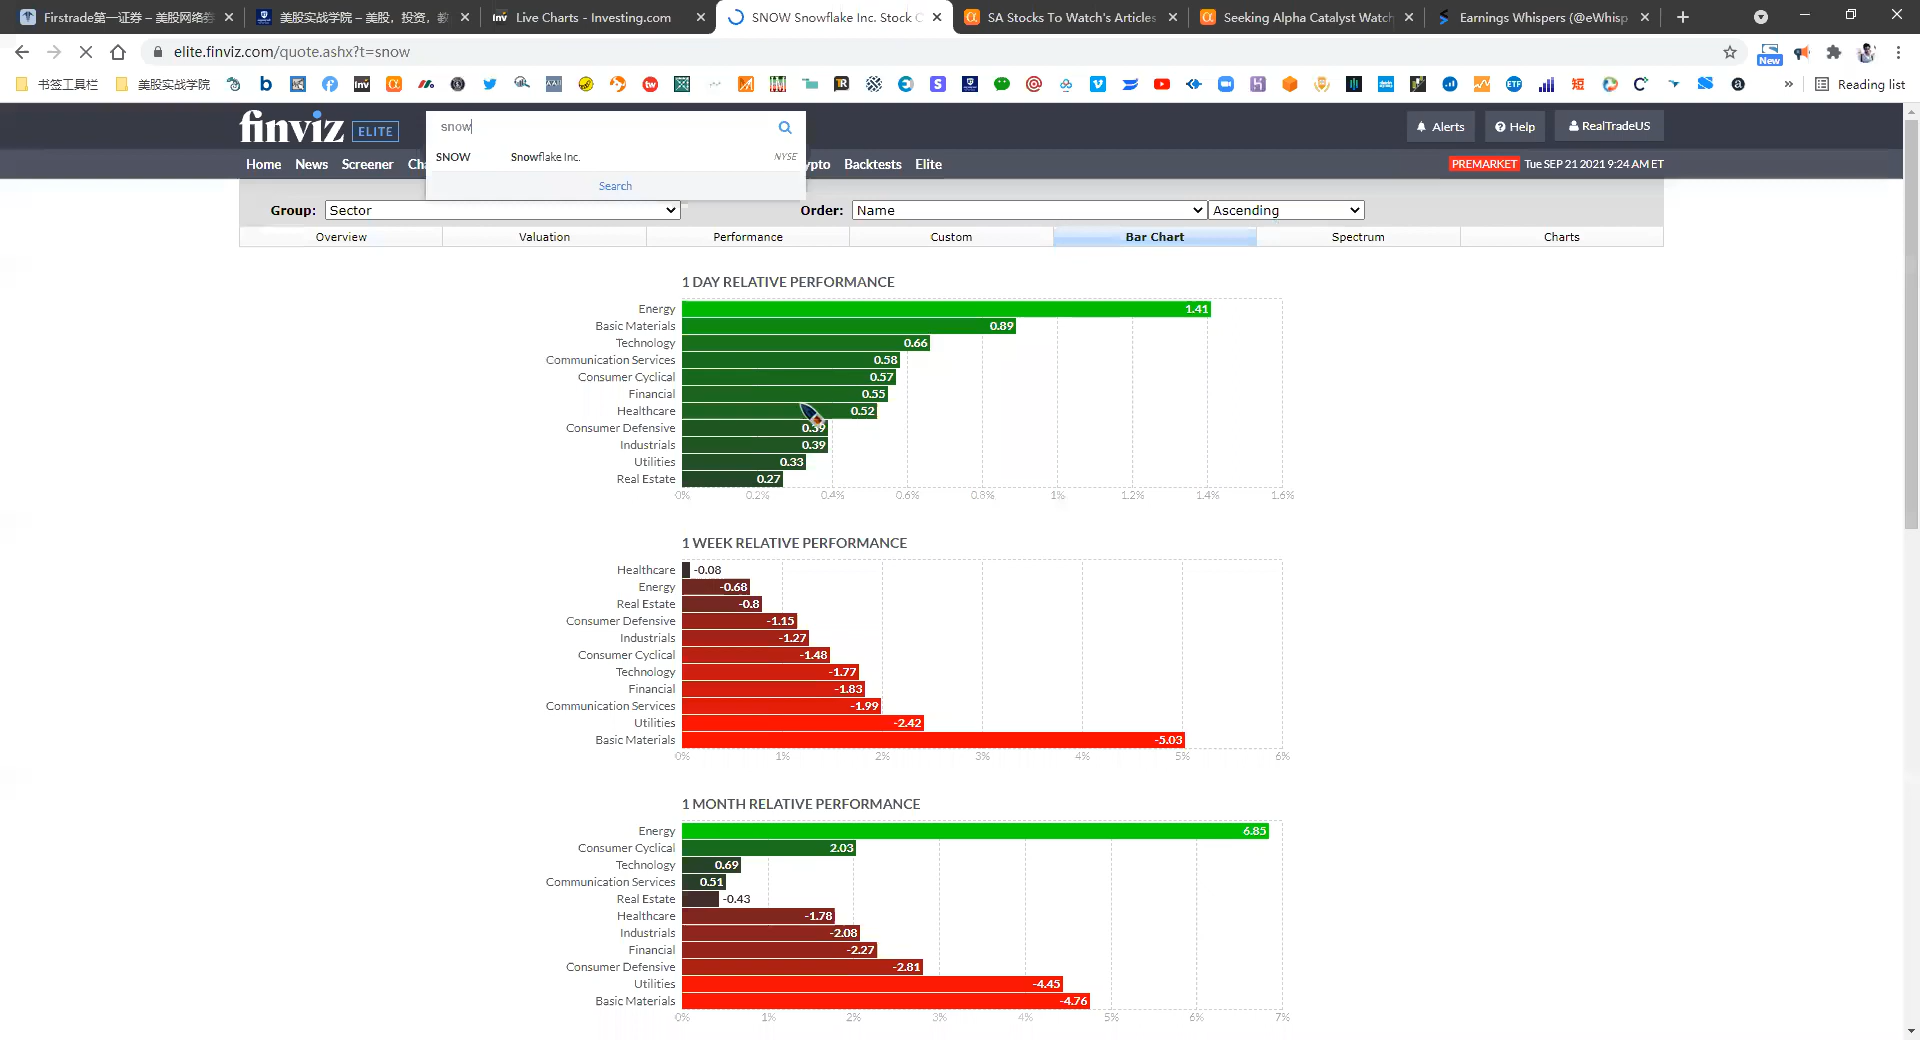 Firstrade第一证券 – 美股网络券
美股实战学院 – 美股，投资，教
Live Charts - Investing.com
SNOW Snowflake Inc. Stock C
SA Stocks To Watch's Articles
Seeking Alpha Catalyst Watch
Earnings Whispers (@eWhisp
elite.finviz.com/quote.ashx?t=snow
New
书签工具栏
美股实战学院
Reading list
finviz ELITE
snow
Alerts
Help
RealTradeUS
SNOW Snowflake Inc. NYSE
Search
Home News Screener Cha ypto Backtests Elite
PREMARKET Tue SEP 21 2021 9:24 AM ET
Group: Sector
Order: Name Ascending
Overview Valuation Performance Custom Bar Chart Spectrum Charts
1 DAY RELATIVE PERFORMANCE
Energy 1.41
Basic Materials 0.89
Technology 0.66
Communication Services 0.58
Consumer Cyclical 0.57
Financial 0.55
Healthcare 0.52
Consumer Defensive 0.39
Industrials 0.39
Utilities 0.33
Real Estate 0.27
0% 0.2% 0.4% 0.6% 0.8% 1% 1.2% 1.4% 1.6%
1 WEEK RELATIVE PERFORMANCE
Healthcare -0.08
Energy -0.68
Real Estate -0.8
Consumer Defensive -1.15
Industrials -1.27
Consumer Cyclical -1.48
Technology -1.77
Financial -1.83
Communication Services -1.99
Utilities -2.42
Basic Materials -5.03
0% 1% 2% 3% 4% 5% 6%
1 MONTH RELATIVE PERFORMANCE
Energy 6.85
Consumer Cyclical 2.03
Technology 0.69
Communication Services 0.51
Real Estate -0.43
Healthcare -1.78
Industrials -2.08
Financial -2.27
Consumer Defensive -2.81
Utilities -4.45
Basic Materials -4.76
0% 1% 2% 3% 4% 5% 6% 7%